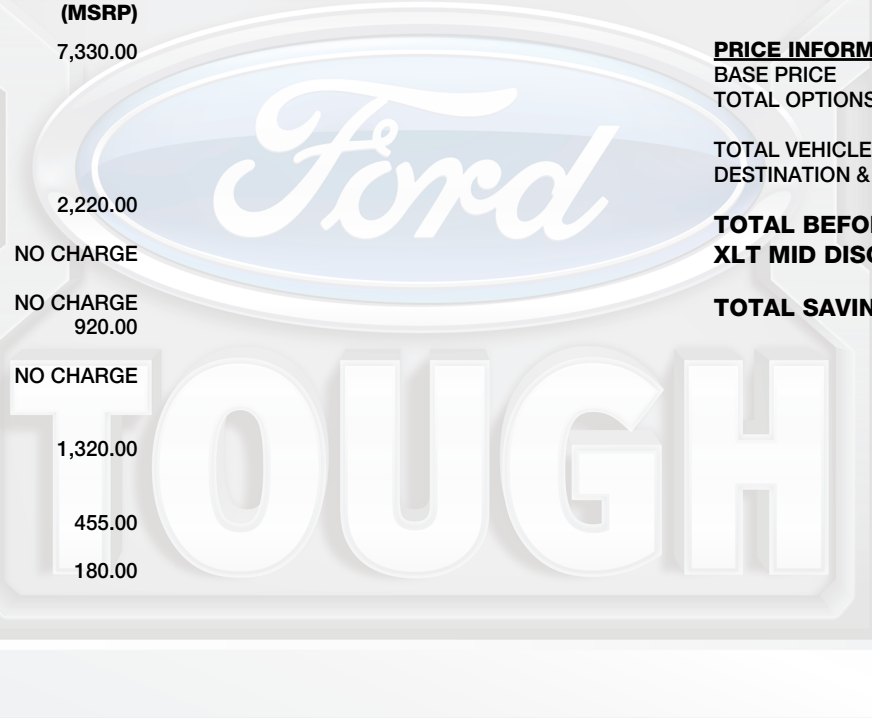 (MSRP)
7,330.00
2,220.00
NO CHARGE
NO CHARGE
920.00
NO CHARGE
1,320.00
455.00
180.00
PRICE INFORM
BASE PRICE
TOTAL OPTIONS
TOTAL VEHICLE
DESTINATION &
TOTAL BEFO
XLT MID DISC
TOTAL SAVIN
Ford
TOUGH